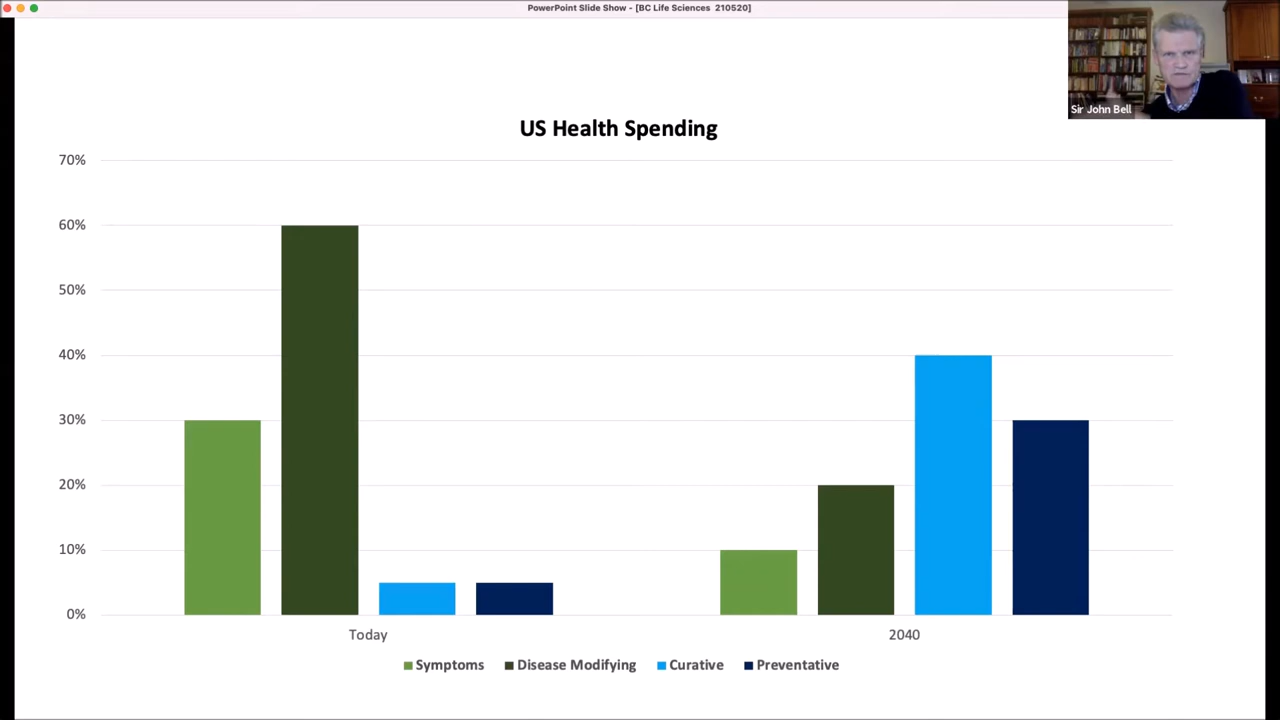 PowerPoint Slide Show - [BC Life Sciences 210520]
Sir John Bell
US Health Spending
70%
60%
50%
40%
30%
20%
10%
0%
Today 2040
Symptoms Disease Modifying Curative Preventative